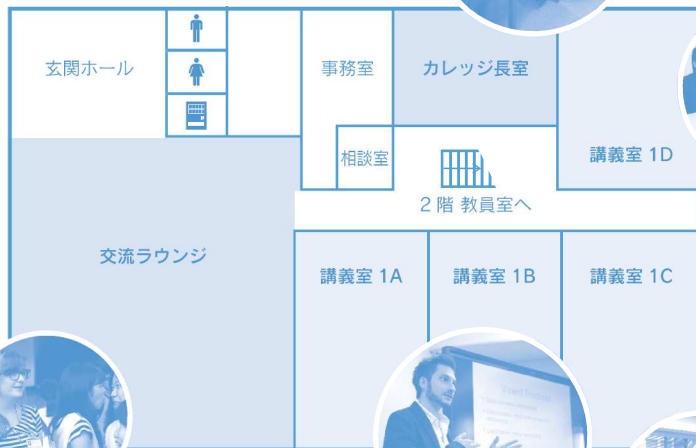 玄関ホール
事務室
カレッジ長室
相談室
講義室 1D
2階 教員室へ
交流ラウンジ
講義室 1A
講義室 1B
講義室 1C